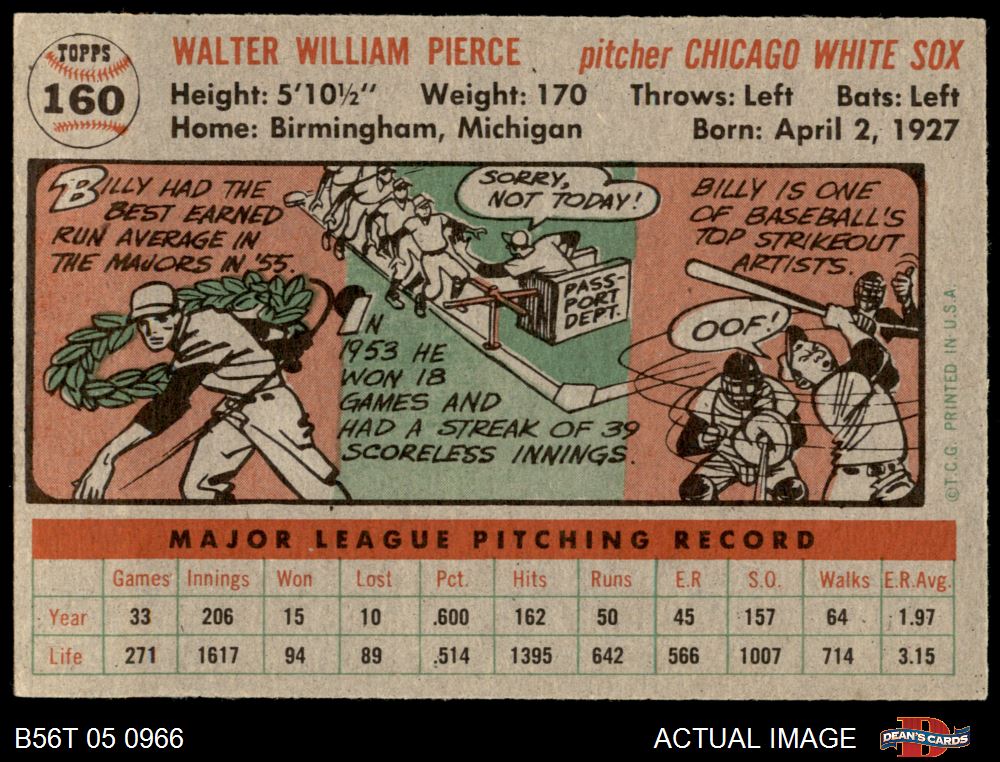 TOPPS
160
WALTER WILLIAM PIERCE pitcher CHICAGO WHITE SOX
Height: 5'10½" Weight: 170 Throws: Left Bats: Left
Home: Birmingham, Michigan Born: April 2, 1927
BILLY HAD THE
BEST EARNED
RUN AVERAGE IN
THE MAJORS IN '55.
SORRY,
NOT TODAY!
PASS-
PORT
DEPT.
IN
1953 HE
WON 18
GAMES AND
HAD A STREAK OF 39
SCORELESS INNINGS.
BILLY IS ONE
OF BASEBALL'S
TOP STRIKEOUT
ARTISTS.
OOF!
©T.C.G. PRINTED IN U.S.A.
MAJOR LEAGUE PITCHING RECORD
Games Innings Won Lost Pct. Hits Runs E.R S.O. Walks E.R.Avg.
Year 33 206 15 10 .600 162 50 45 157 64 1.97
Life 271 1617 94 89 .514 1395 642 566 1007 714 3.15
B56T 05 0966 ACTUAL IMAGE
DEAN'S CARDS